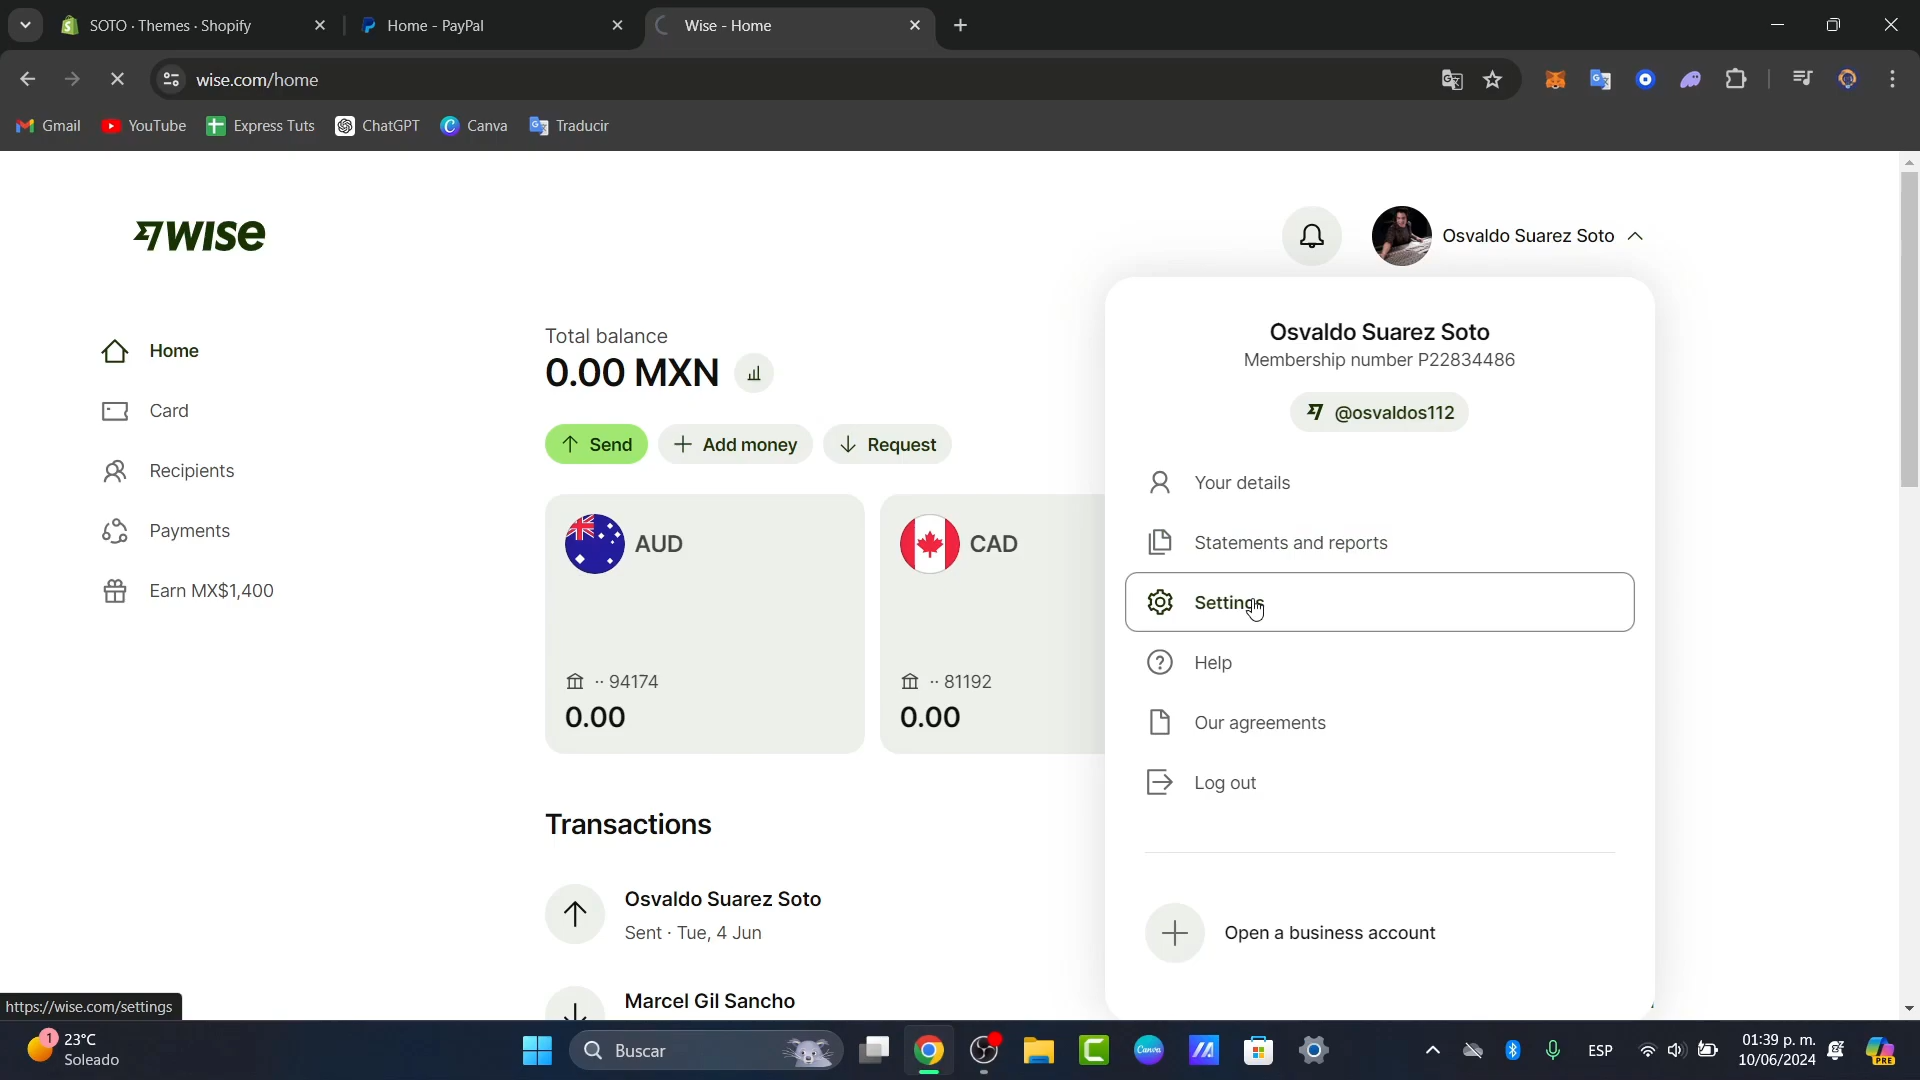 SOTO · Themes · Shopify
Home - PayPal
Wise - Home
wise.com/home
Gmail
YouTube
Express Tuts
ChatGPT
Canva
Traducir
WISE
Osvaldo Suarez Soto
Home
Card
Recipients
Payments
Earn MX$1,400
Total balance
0.00 MXN
Send
Add money
Request
AUD
·· 94174
0.00
CAD
·· 81192
0.00
Transactions
Osvaldo Suarez Soto
Sent · Tue, 4 Jun
Marcel Gil Sancho
Osvaldo Suarez Soto
Membership number P22834486
@osvaldos112
Your details
Statements and reports
Settings
Help
Our agreements
Log out
Open a business account
https://wise.com/settings
1
23°C
Soleado
Buscar
Canva
ESP
01:39 p. m.
10/06/2024
PRE